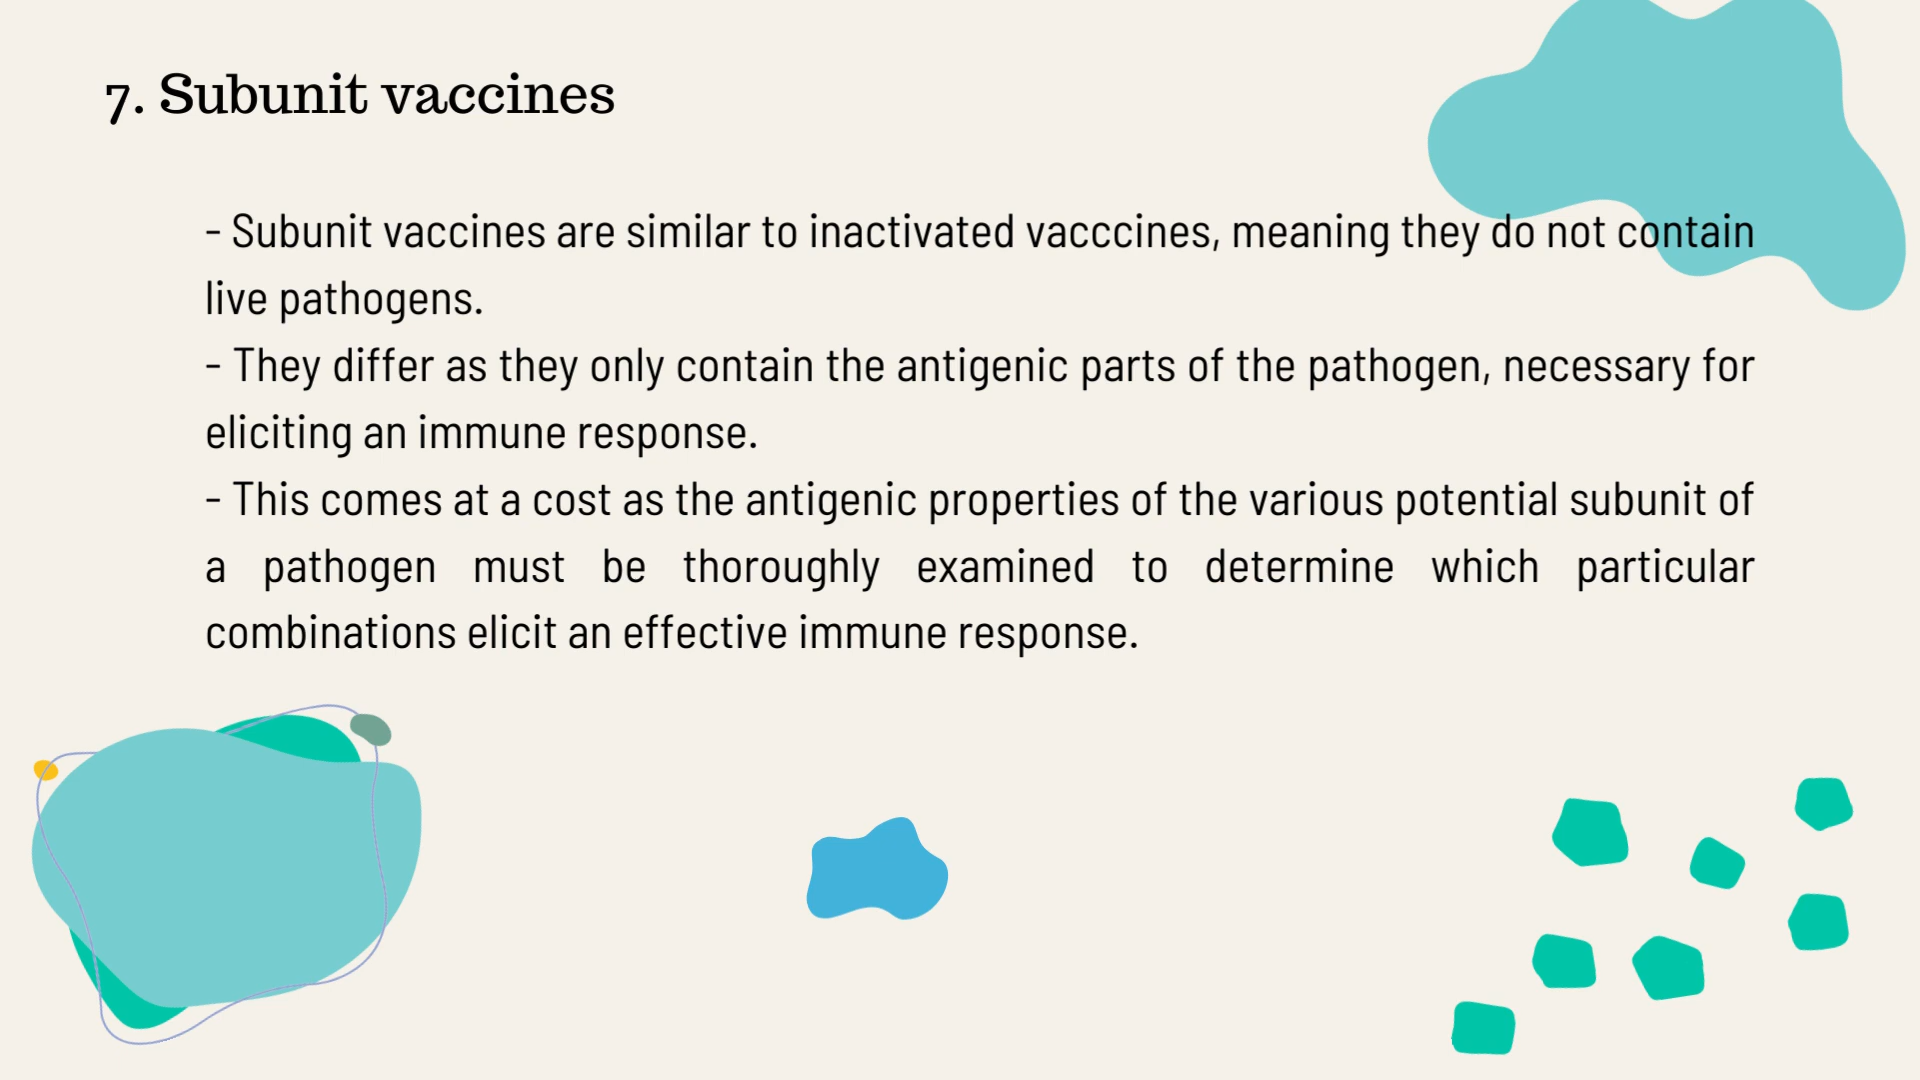 7. Subunit vaccines
- Subunit vaccines are similar to inactivated vacccines, meaning they do not contain
live pathogens.
- They differ as they only contain the antigenic parts of the pathogen, necessary for
eliciting an immune response.
- This comes at a cost as the antigenic properties of the various potential subunit of
a pathogen must be thoroughly examined to determine which particular
combinations elicit an effective immune response.